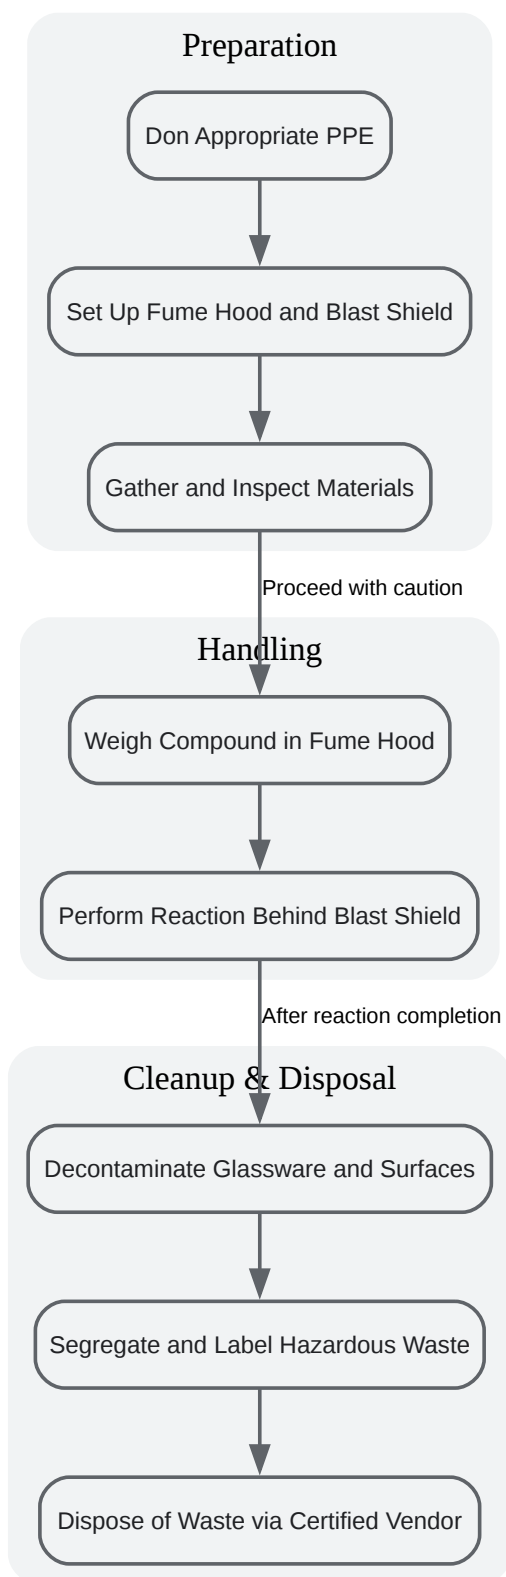 Preparation
Don Appropriate PPE
Set Up Fume Hood and Blast Shield
Gather and Inspect Materials
Proceed with caution
Handling
Weigh Compound in Fume Hood
Perform Reaction Behind Blast Shield
After reaction completion
Cleanup & Disposal
Decontaminate Glassware and Surfaces
Segregate and Label Hazardous Waste
Dispose of Waste via Certified Vendor